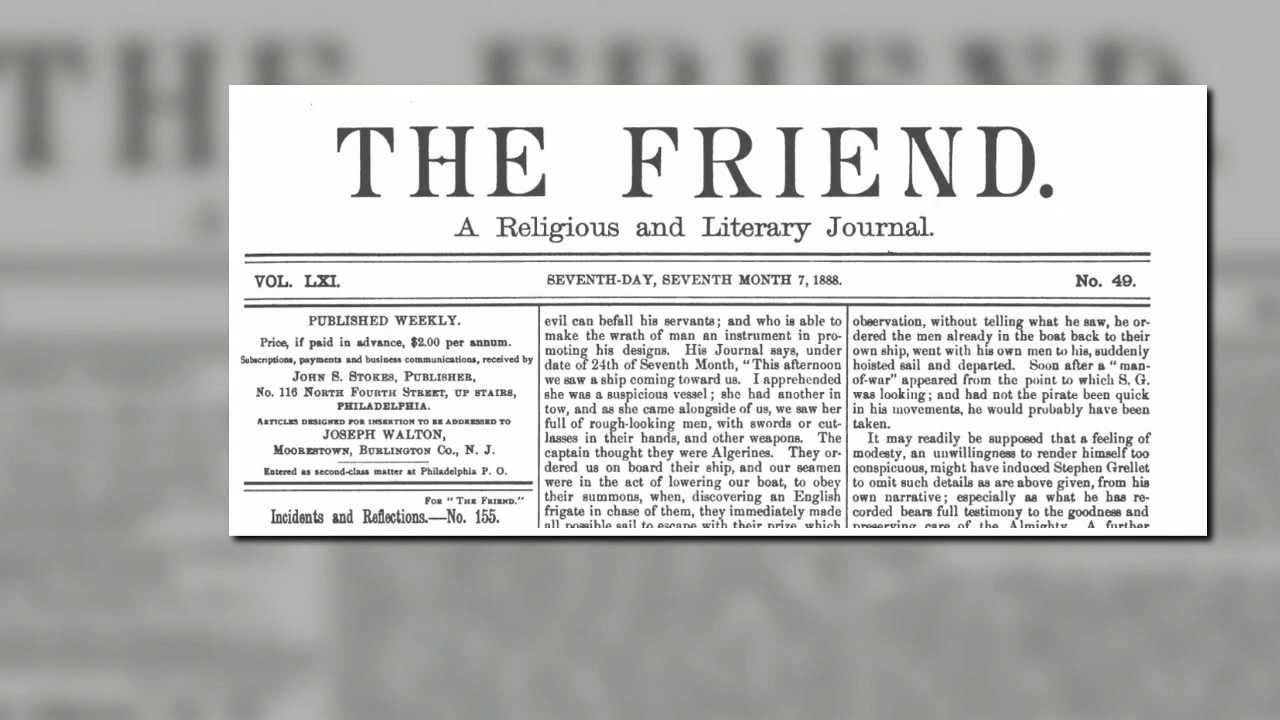 THE FRIEND.
A Religious and Literary Journal.
VOL. LXI.
SEVENTH-DAY, SEVENTH MONTH 7, 1888.
No. 49.
PUBLISHED WEEKLY.
Price, if paid in advance, $2.00 per annum.
Subscriptions, payments and business communications, received by
JOHN S. STOKES, PUBLISHER,
No. 116 NORTH FOURTH STREET, UP STAIRS,
PHILADELPHIA.
ARTICLES DESIGNED FOR INSERTION TO BE ADDRESSED TO
JOSEPH WALTON,
MOORESTOWN, BURLINGTON CO., N. J.
Entered as second-class matter at Philadelphia P. O.
FOR "THE FRIEND."
Incidents and Reflections.—No. 155.
evil can befall his servants; and who is able to
make the wrath of man an instrument in pro-
moting his designs. His Journal says, under
date of 24th of Seventh Month, "This afternoon
we saw a ship coming toward us. I apprehended
she was a suspicious vessel; she had another in
tow, and as she came alongside of us, we saw her
full of rough-looking men, with swords or cut-
lasses in their hands, and other weapons. The
captain thought they were Algerines. They or-
dered us on board their ship, and our seamen
were in the act of lowering our boat, to obey
their summons, when, discovering an English
frigate in chase of them, they immediately made
all possible sail to escape with their prize, which
observation, without telling what he saw, he or-
dered the men already in the boat back to their
own ship, went with his own men to his, suddenly
hoisted sail and departed. Soon after a "man-
of-war" appeared from the point to which S. G.
was looking; and had not the pirate been quick
in his movements, he would probably have been
taken.
It may readily be supposed that a feeling of
modesty, an unwillingness to render himself too
conspicuous, might have induced Stephen Grellet
to omit such details as are above given, from his
own narrative; especially as what he has re-
corded bears full testimony to the goodness and
preserving care of the Almighty. A further